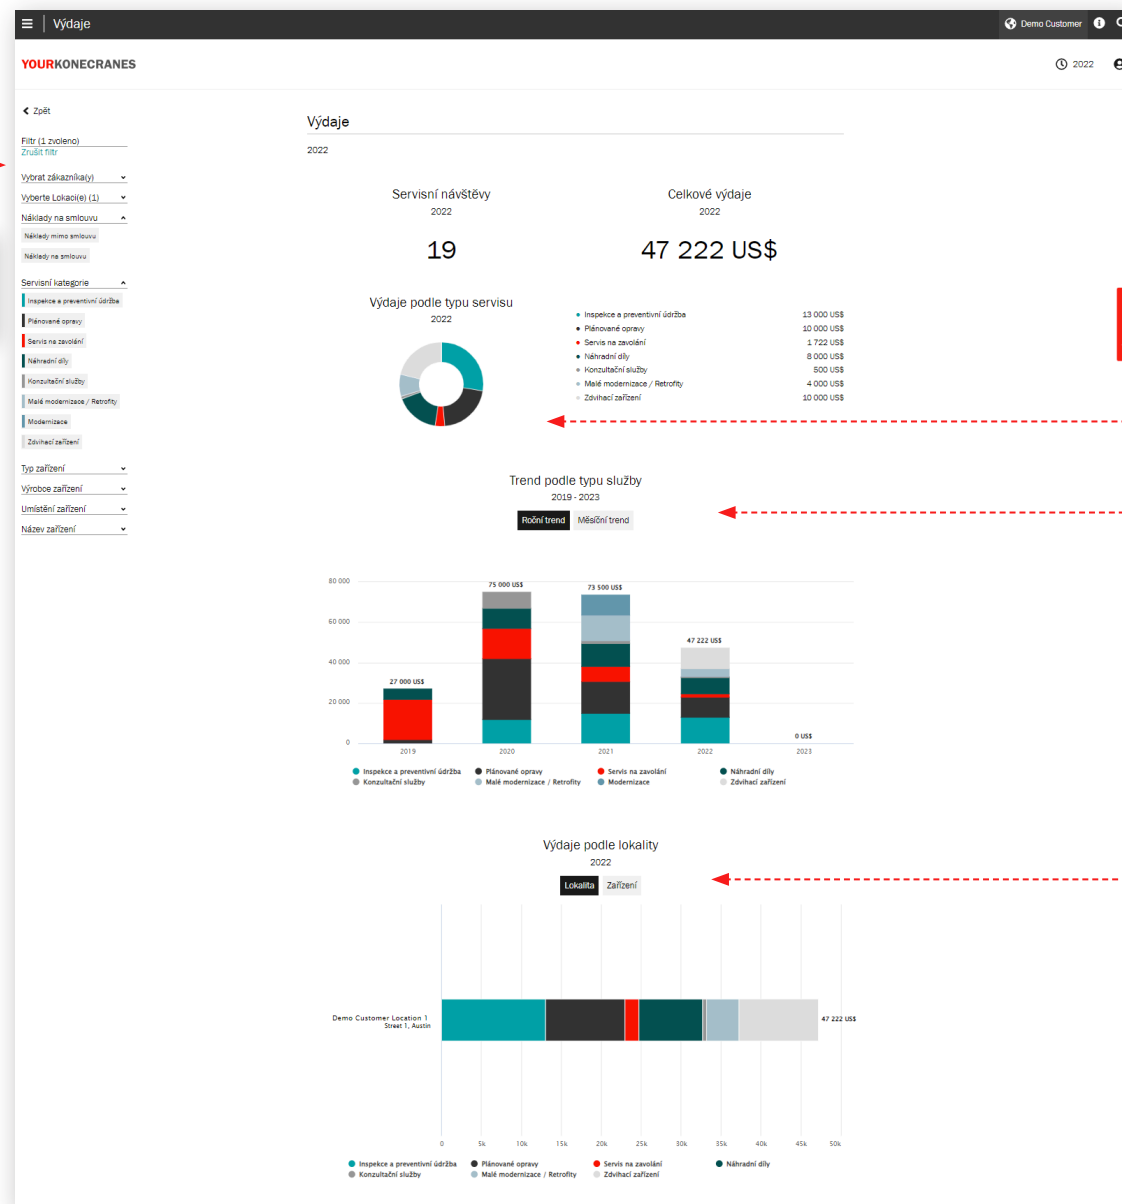 Výdaje
Demo Customer
YOURKONECRANES
2022
Zpět
Filtr (1 zvoleno)
Zrušit filtr
Vybrat zákazníka(y)
Vyberte Lokaci(e) (1)
Náklady na smlouvu
Náklady mimo smlouvu
Náklady na smlouvu
Servisní kategorie
Inspekce a preventivní údržba
Plánované opravy
Servis na zavolání
Náhradní díly
Konzultační služby
Malé modernizace / Retrofity
Modernizace
Zdvihací zařízení
Typ zařízení
Výrobce zařízení
Umístění zařízení
Název zařízení
Výdaje
2022
Servisní návštěvy
2022
19
Celkové výdaje
2022
47 222 US$
Výdaje podle typu servisu
2022
Inspekce a preventivní údržba 13 000 US$
Plánované opravy 10 000 US$
Servis na zavolání 1 722 US$
Náhradní díly 8 000 US$
Konzultační služby 500 US$
Malé modernizace / Retrofity 4 000 US$
Zdvihací zařízení 10 000 US$
Trend podle typu služby
2019 - 2023
Roční trend Měsíční trend
80 000
60 000
40 000
20 000
0
27 000 US$
75 000 US$
73 500 US$
47 222 US$
0 US$
2019 2020 2021 2022 2023
Inspekce a preventivní údržba Plánované opravy Servis na zavolání Náhradní díly
Konzultační služby Malé modernizace / Retrofity Modernizace Zdvihací zařízení
Výdaje podle lokality
2022
Lokalita Zařízení
Demo Customer Location 1
Street 1, Austin
47 222 US$
0 5k 10k 15k 20k 25k 30k 35k 40k 45k 50k
Inspekce a preventivní údržba Plánované opravy Servis na zavolání Náhradní díly
Konzultační služby Malé modernizace / Retrofity Zdvihací zařízení